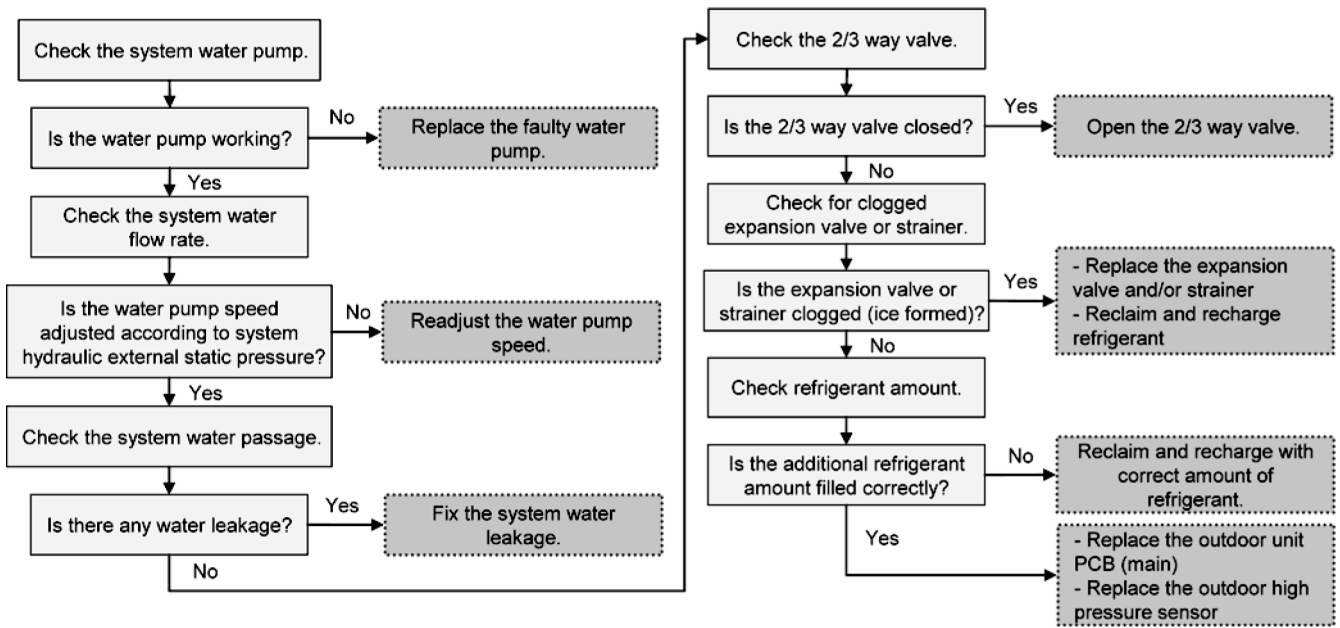 Check the system water pump.
Is the water pump working?
No
Replace the faulty water
pump.
Yes
Check the system water
flow rate.
Is the water pump speed
adjusted according to system
hydraulic external static pressure?
No
Readjust the water pump
speed.
Yes
Check the system water passage.
Is there any water leakage?
Yes
Fix the system water
leakage.
No
Check the 2/3 way valve.
Is the 2/3 way valve closed?
Yes
Open the 2/3 way valve.
No
Check for clogged
expansion valve or strainer.
Is the expansion valve or
strainer clogged (ice formed)?
Yes
- Replace the expansion
valve and/or strainer
- Reclaim and recharge
refrigerant
No
Check refrigerant amount.
Is the additional refrigerant
amount filled correctly?
No
Reclaim and recharge with
correct amount of
refrigerant.
Yes
- Replace the outdoor unit
PCB (main)
- Replace the outdoor high
pressure sensor